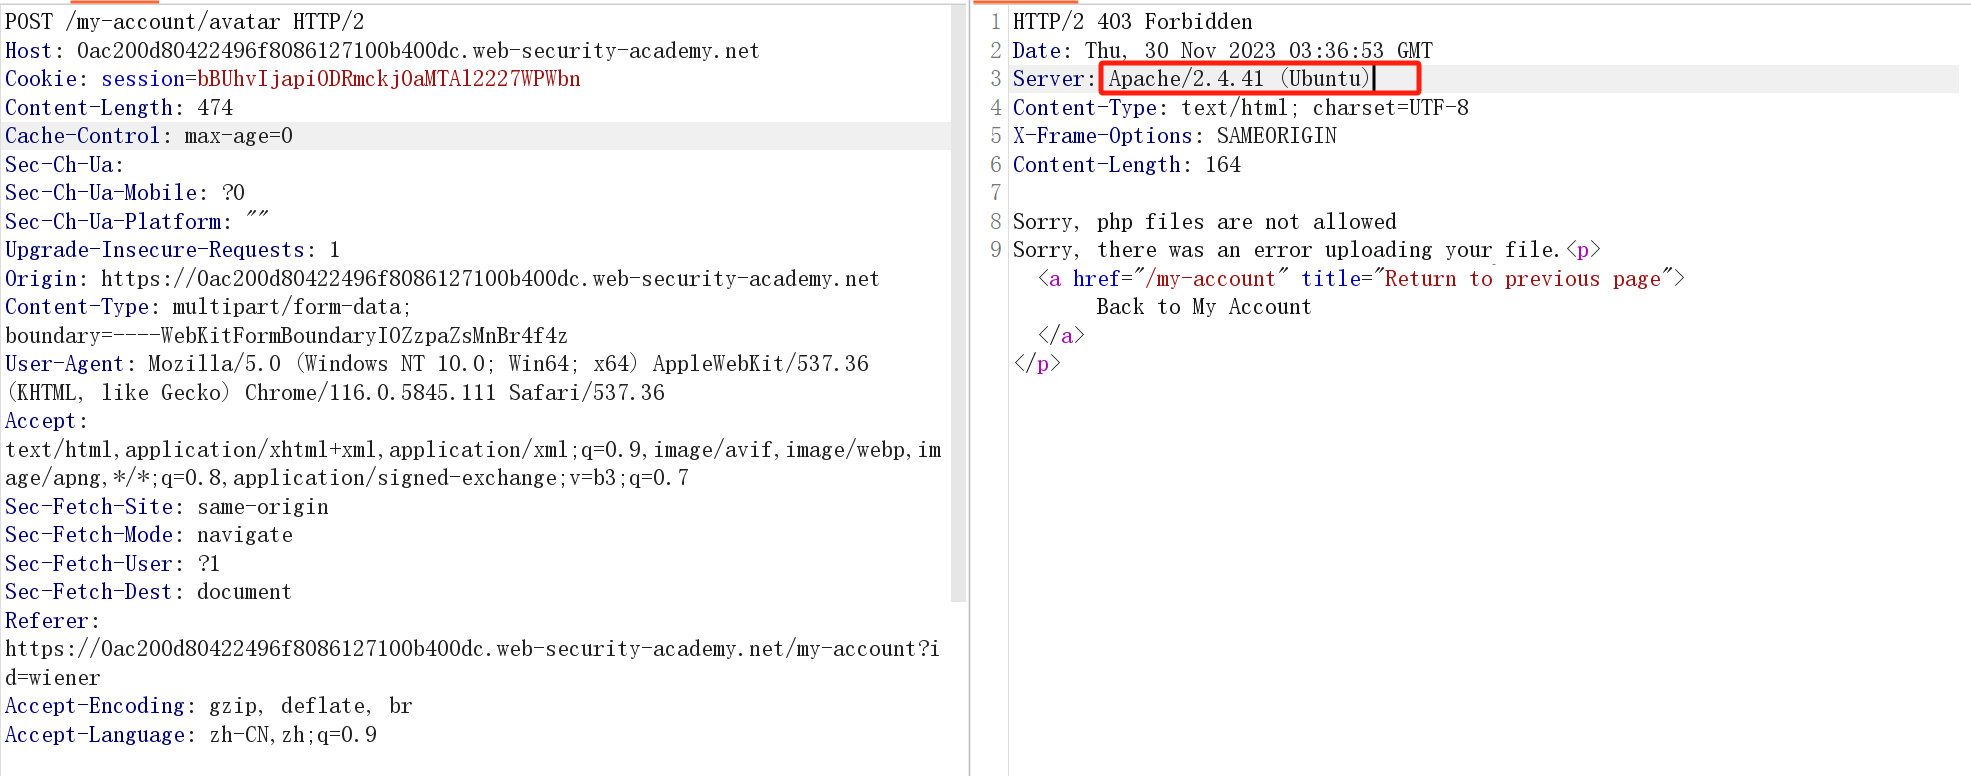 POST /my-account/avatar HTTP/2
Host: 0ac200d80422496f8086127100b400dc.web-security-academy.net
Cookie: session=bBUhvIjapiODRmckj0aMTAl2227WPWbn
Content-Length: 474
Cache-Control: max-age=0
Sec-Ch-Ua:
Sec-Ch-Ua-Mobile: ?0
Sec-Ch-Ua-Platform: ""
Upgrade-Insecure-Requests: 1
Origin: https://0ac200d80422496f8086127100b400dc.web-security-academy.net
Content-Type: multipart/form-data;
boundary=----WebKitFormBoundaryIOZzpaZsMnBr4f4z
User-Agent: Mozilla/5.0 (Windows NT 10.0; Win64; x64) AppleWebKit/537.36
(KHTML, like Gecko) Chrome/116.0.5845.111 Safari/537.36
Accept:
text/html,application/xhtml+xml,application/xml;q=0.9,image/avif,image/webp,im
age/apng,*/*;q=0.8,application/signed-exchange;v=b3;q=0.7
Sec-Fetch-Site: same-origin
Sec-Fetch-Mode: navigate
Sec-Fetch-User: ?1
Sec-Fetch-Dest: document
Referer:
https://0ac200d80422496f8086127100b400dc.web-security-academy.net/my-account?i
d=wiener
Accept-Encoding: gzip, deflate, br
Accept-Language: zh-CN,zh;q=0.9
1 HTTP/2 403 Forbidden
2 Date: Thu, 30 Nov 2023 03:36:53 GMT
3 Server: Apache/2.4.41 (Ubuntu)
4 Content-Type: text/html; charset=UTF-8
5 X-Frame-Options: SAMEORIGIN
6 Content-Length: 164
7
8 Sorry, php files are not allowed
9 Sorry, there was an error uploading your file.<p>
<a href="/my-account" title="Return to previous page">
Back to My Account
</a>
</p>